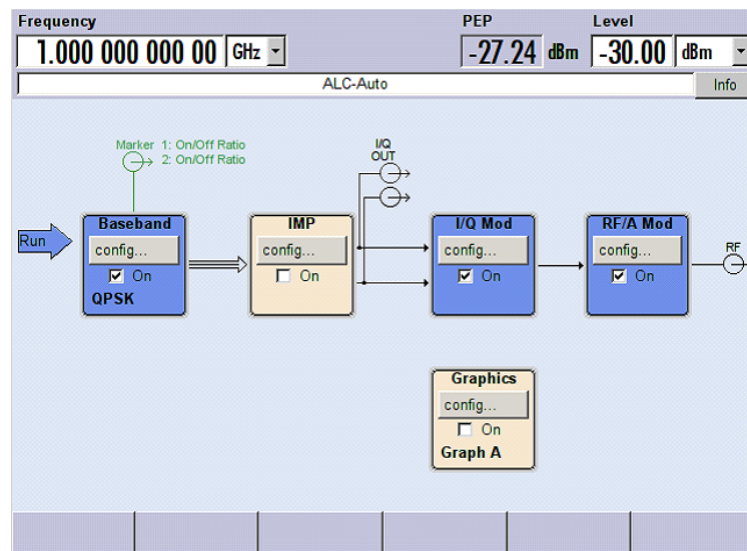 Frequency PEP Level
1.000 000 000 00 GHz -27.24 dBm -30.00 dBm
ALC-Auto Info
Marker 1: On/Off Ratio
2: On/Off Ratio
I/Q
OUT
Run
Baseband
config...
On
QPSK
IMP
config...
On
I/Q Mod
config...
On
RF/A Mod
config...
On
RF
Graphics
config...
On
Graph A